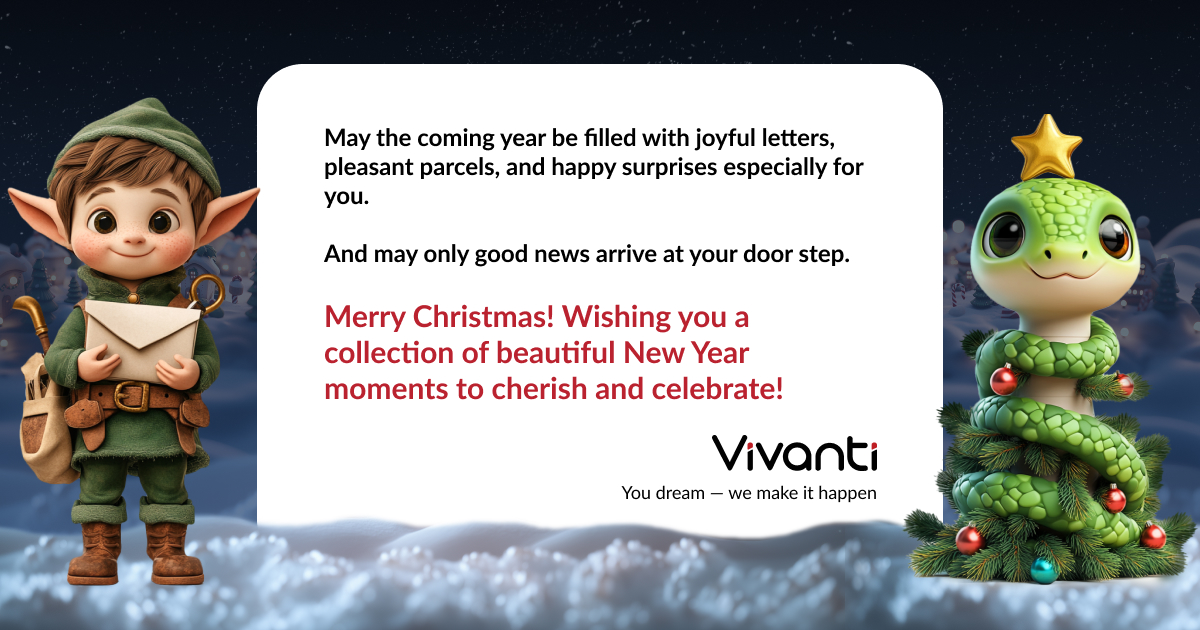 May the coming year be filled with joyful letters,
pleasant parcels, and happy surprises especially for
you.
And may only good news arrive at your door step.
Merry Christmas! Wishing you a
collection of beautiful New Year
moments to cherish and celebrate!
Vivanti
You dream — we make it happen